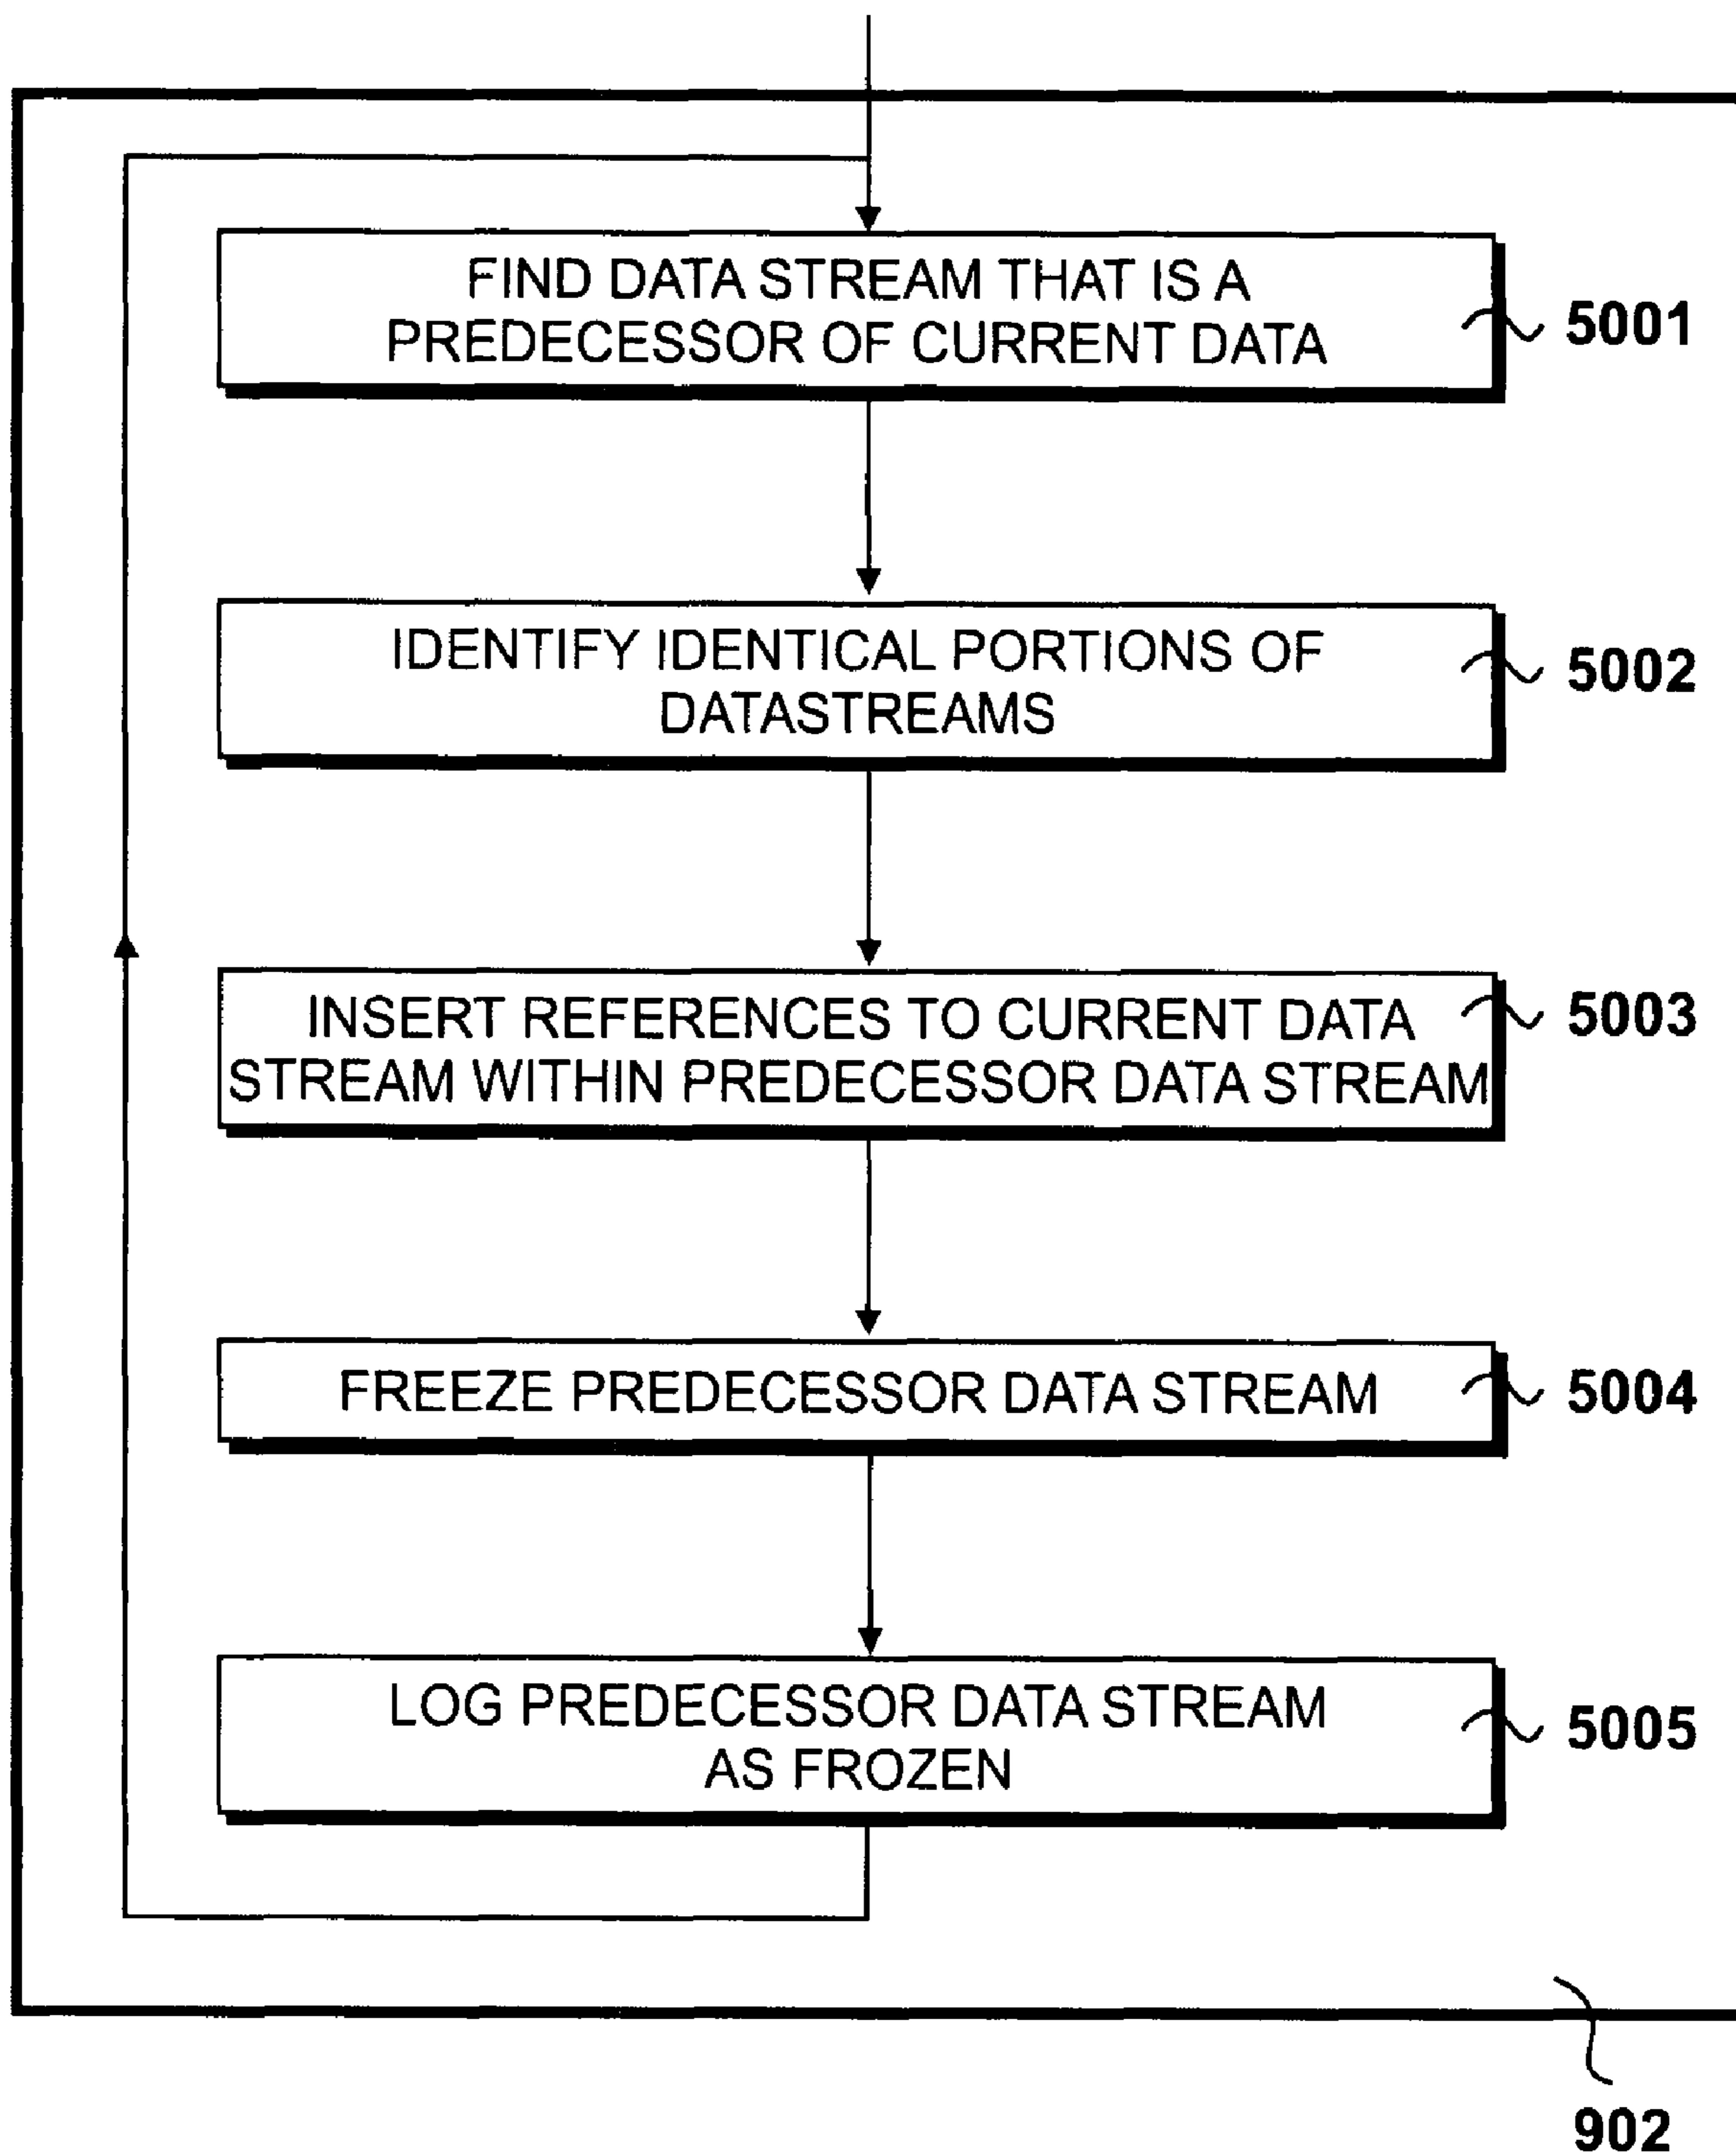 FIND DATA STREAM THAT IS A
PREDECESSOR OF CURRENT DATA
5001
IDENTIFY IDENTICAL PORTIONS OF
DATASTREAMS
5002
INSERT REFERENCES TO CURRENT DATA
STREAM WITHIN PREDECESSOR DATA STREAM
5003
FREEZE PREDECESSOR DATA STREAM
5004
LOG PREDECESSOR DATA STREAM
AS FROZEN
5005
902